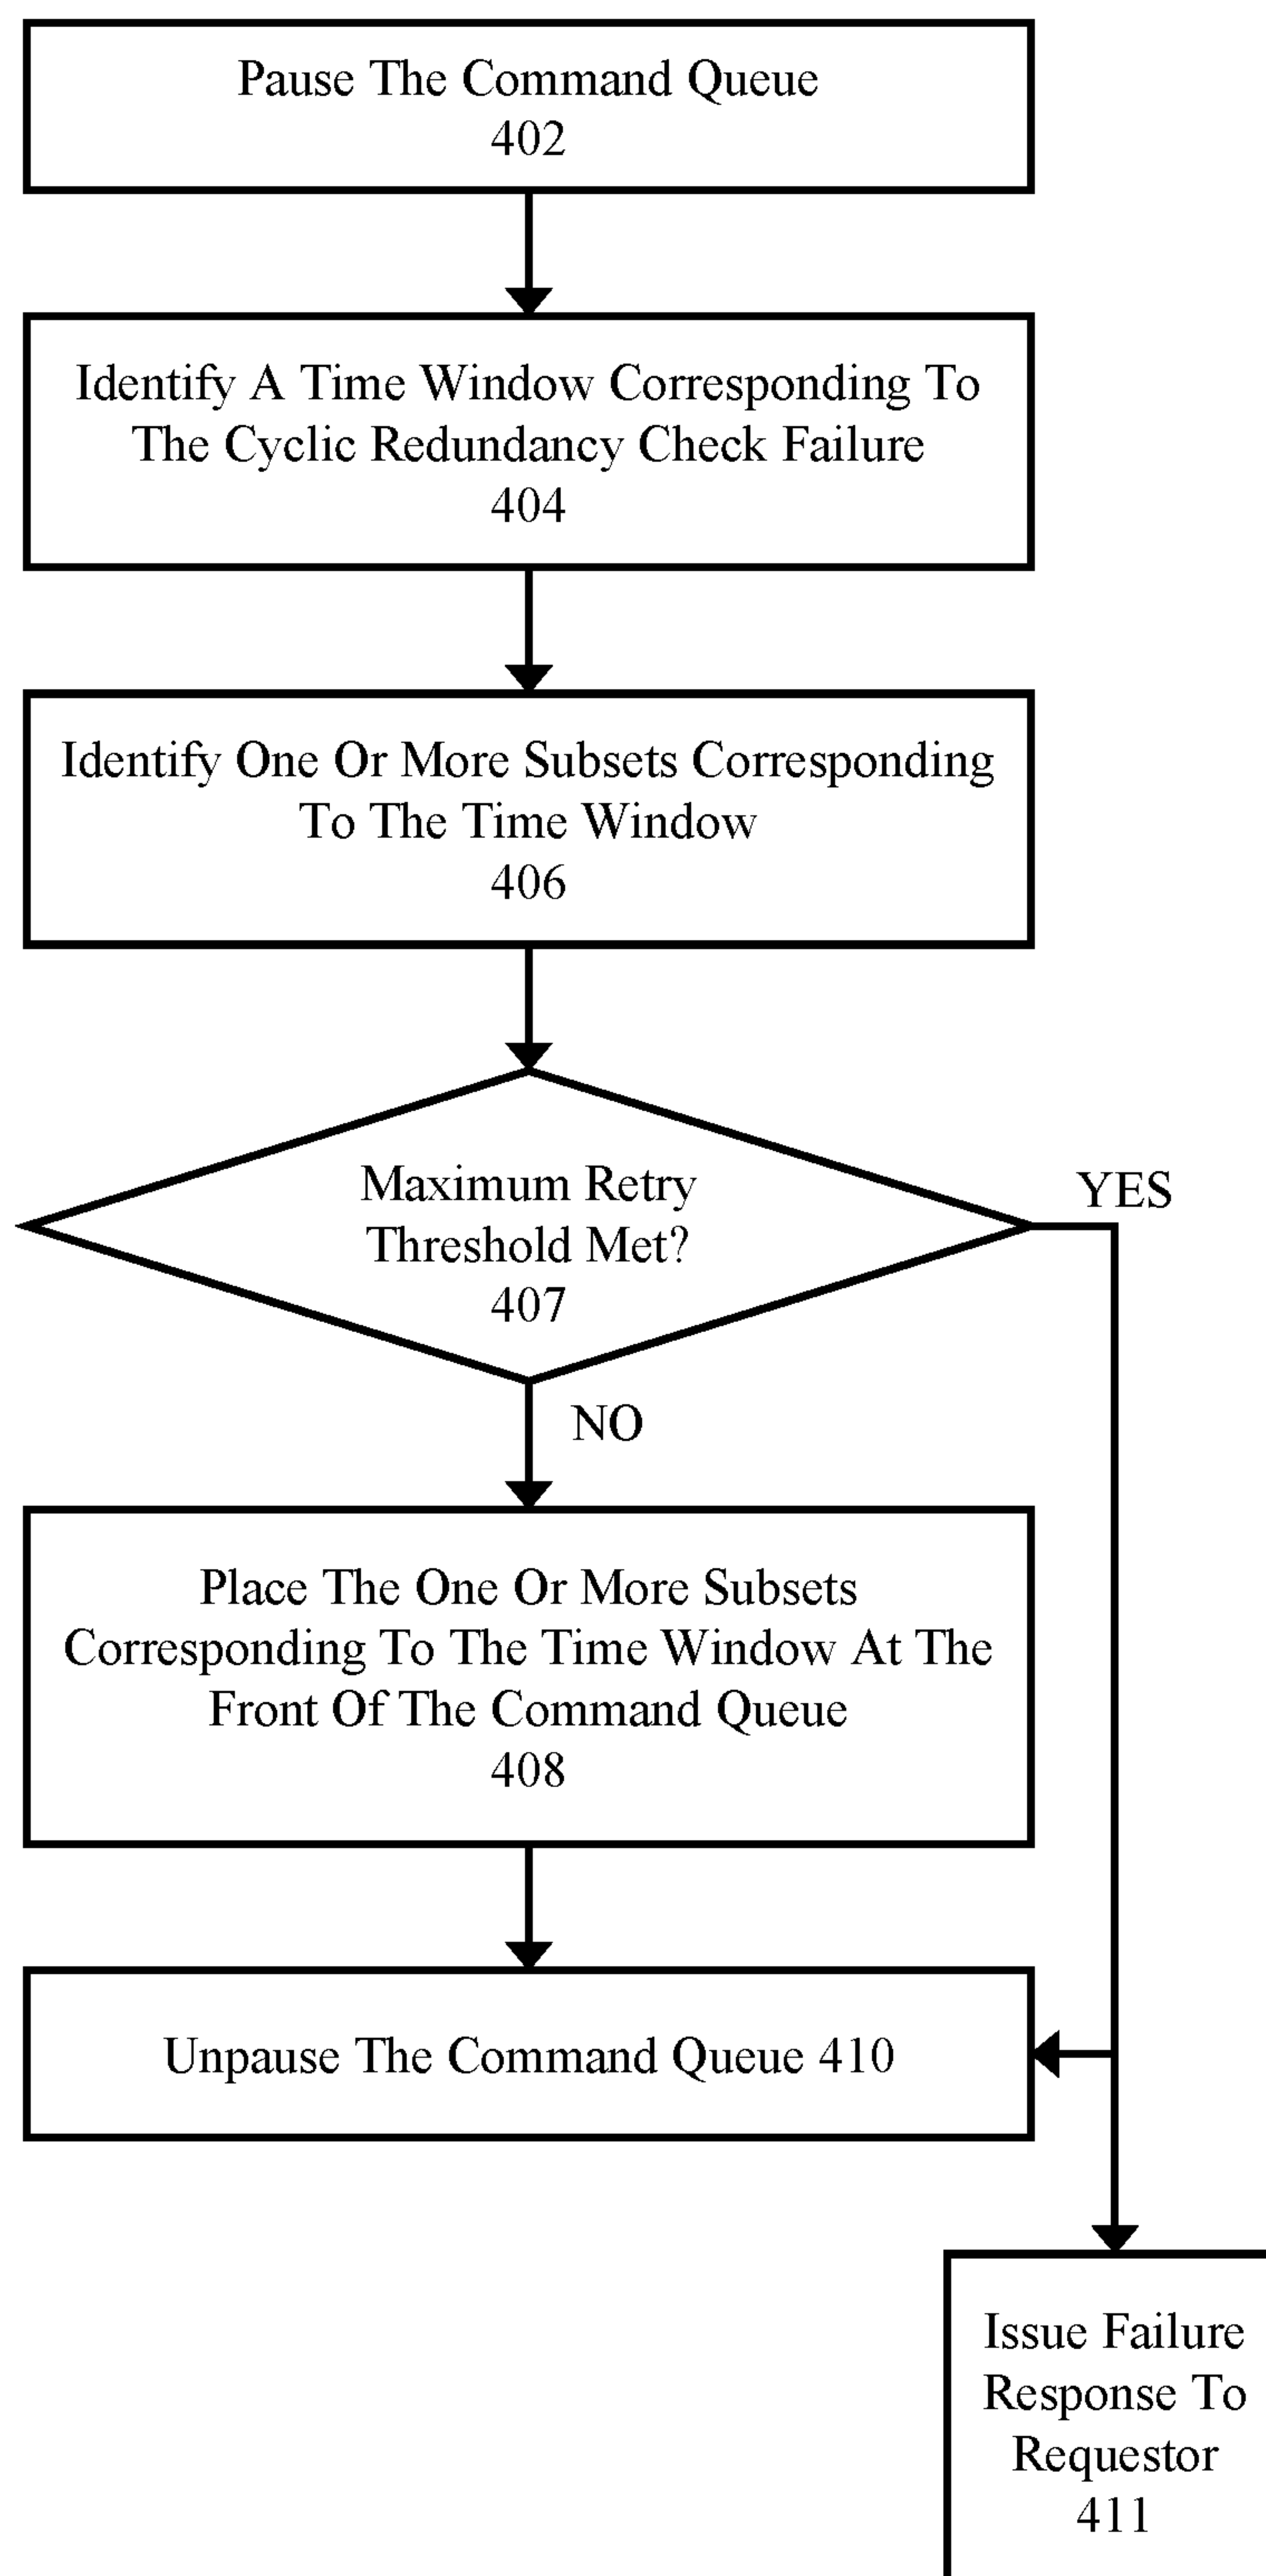 Pause The Command Queue
402
Identify A Time Window Corresponding To
The Cyclic Redundancy Check Failure
404
Identify One Or More Subsets Corresponding
To The Time Window
406
Maximum Retry
Threshold Met?
407
YES
NO
Place The One Or More Subsets
Corresponding To The Time Window At The
Front Of The Command Queue
408
Unpause The Command Queue 410
Issue Failure
Response To
Requestor
411